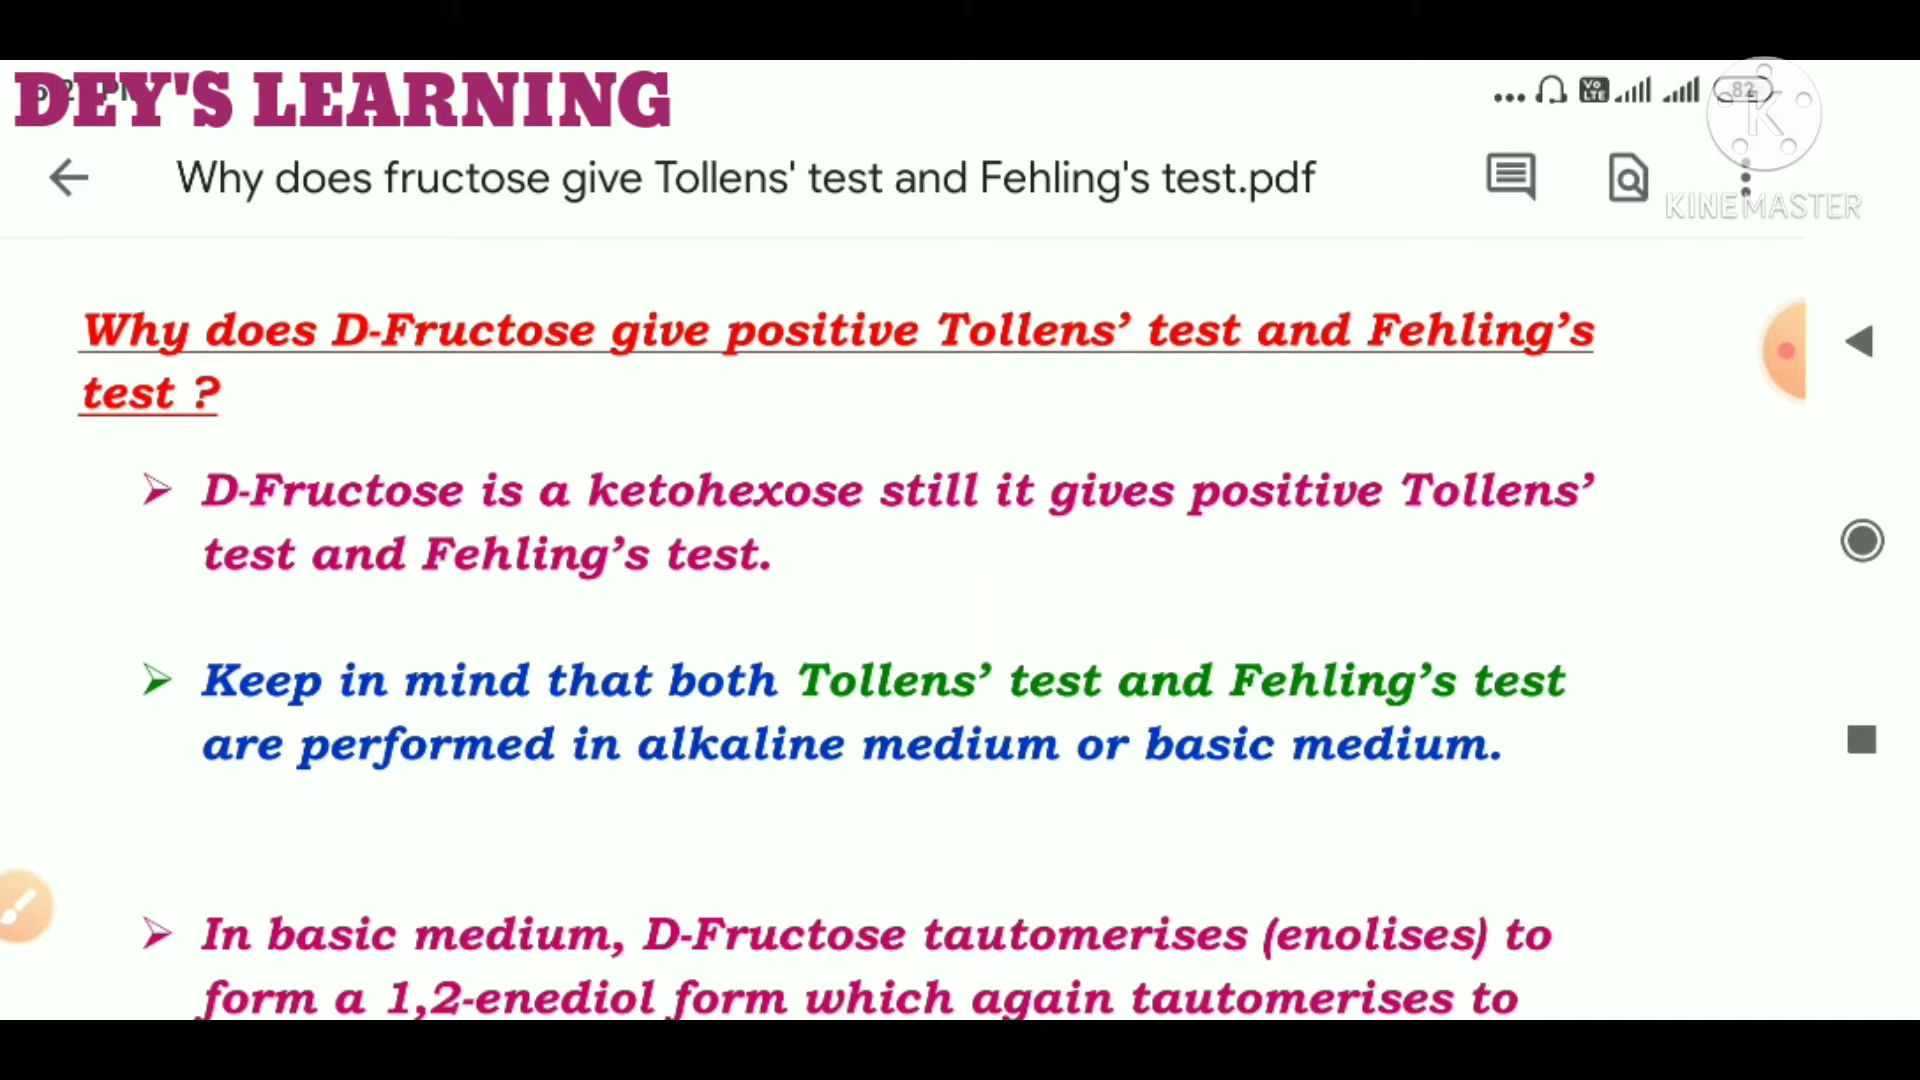 DEY'S LEARNING
Vo
LTE
82
Why does fructose give Tollens' test and Fehling's test.pdf
K
KINEMASTER
Why does D-Fructose give positive Tollens’ test and Fehling’s
test ?
➢ D-Fructose is a ketohexose still it gives positive Tollens’
test and Fehling’s test.
➢ Keep in mind that both Tollens’ test and Fehling’s test
are performed in alkaline medium or basic medium.
➢ In basic medium, D-Fructose tautomerises (enolises) to
form a 1,2-enediol form which again tautomerises to